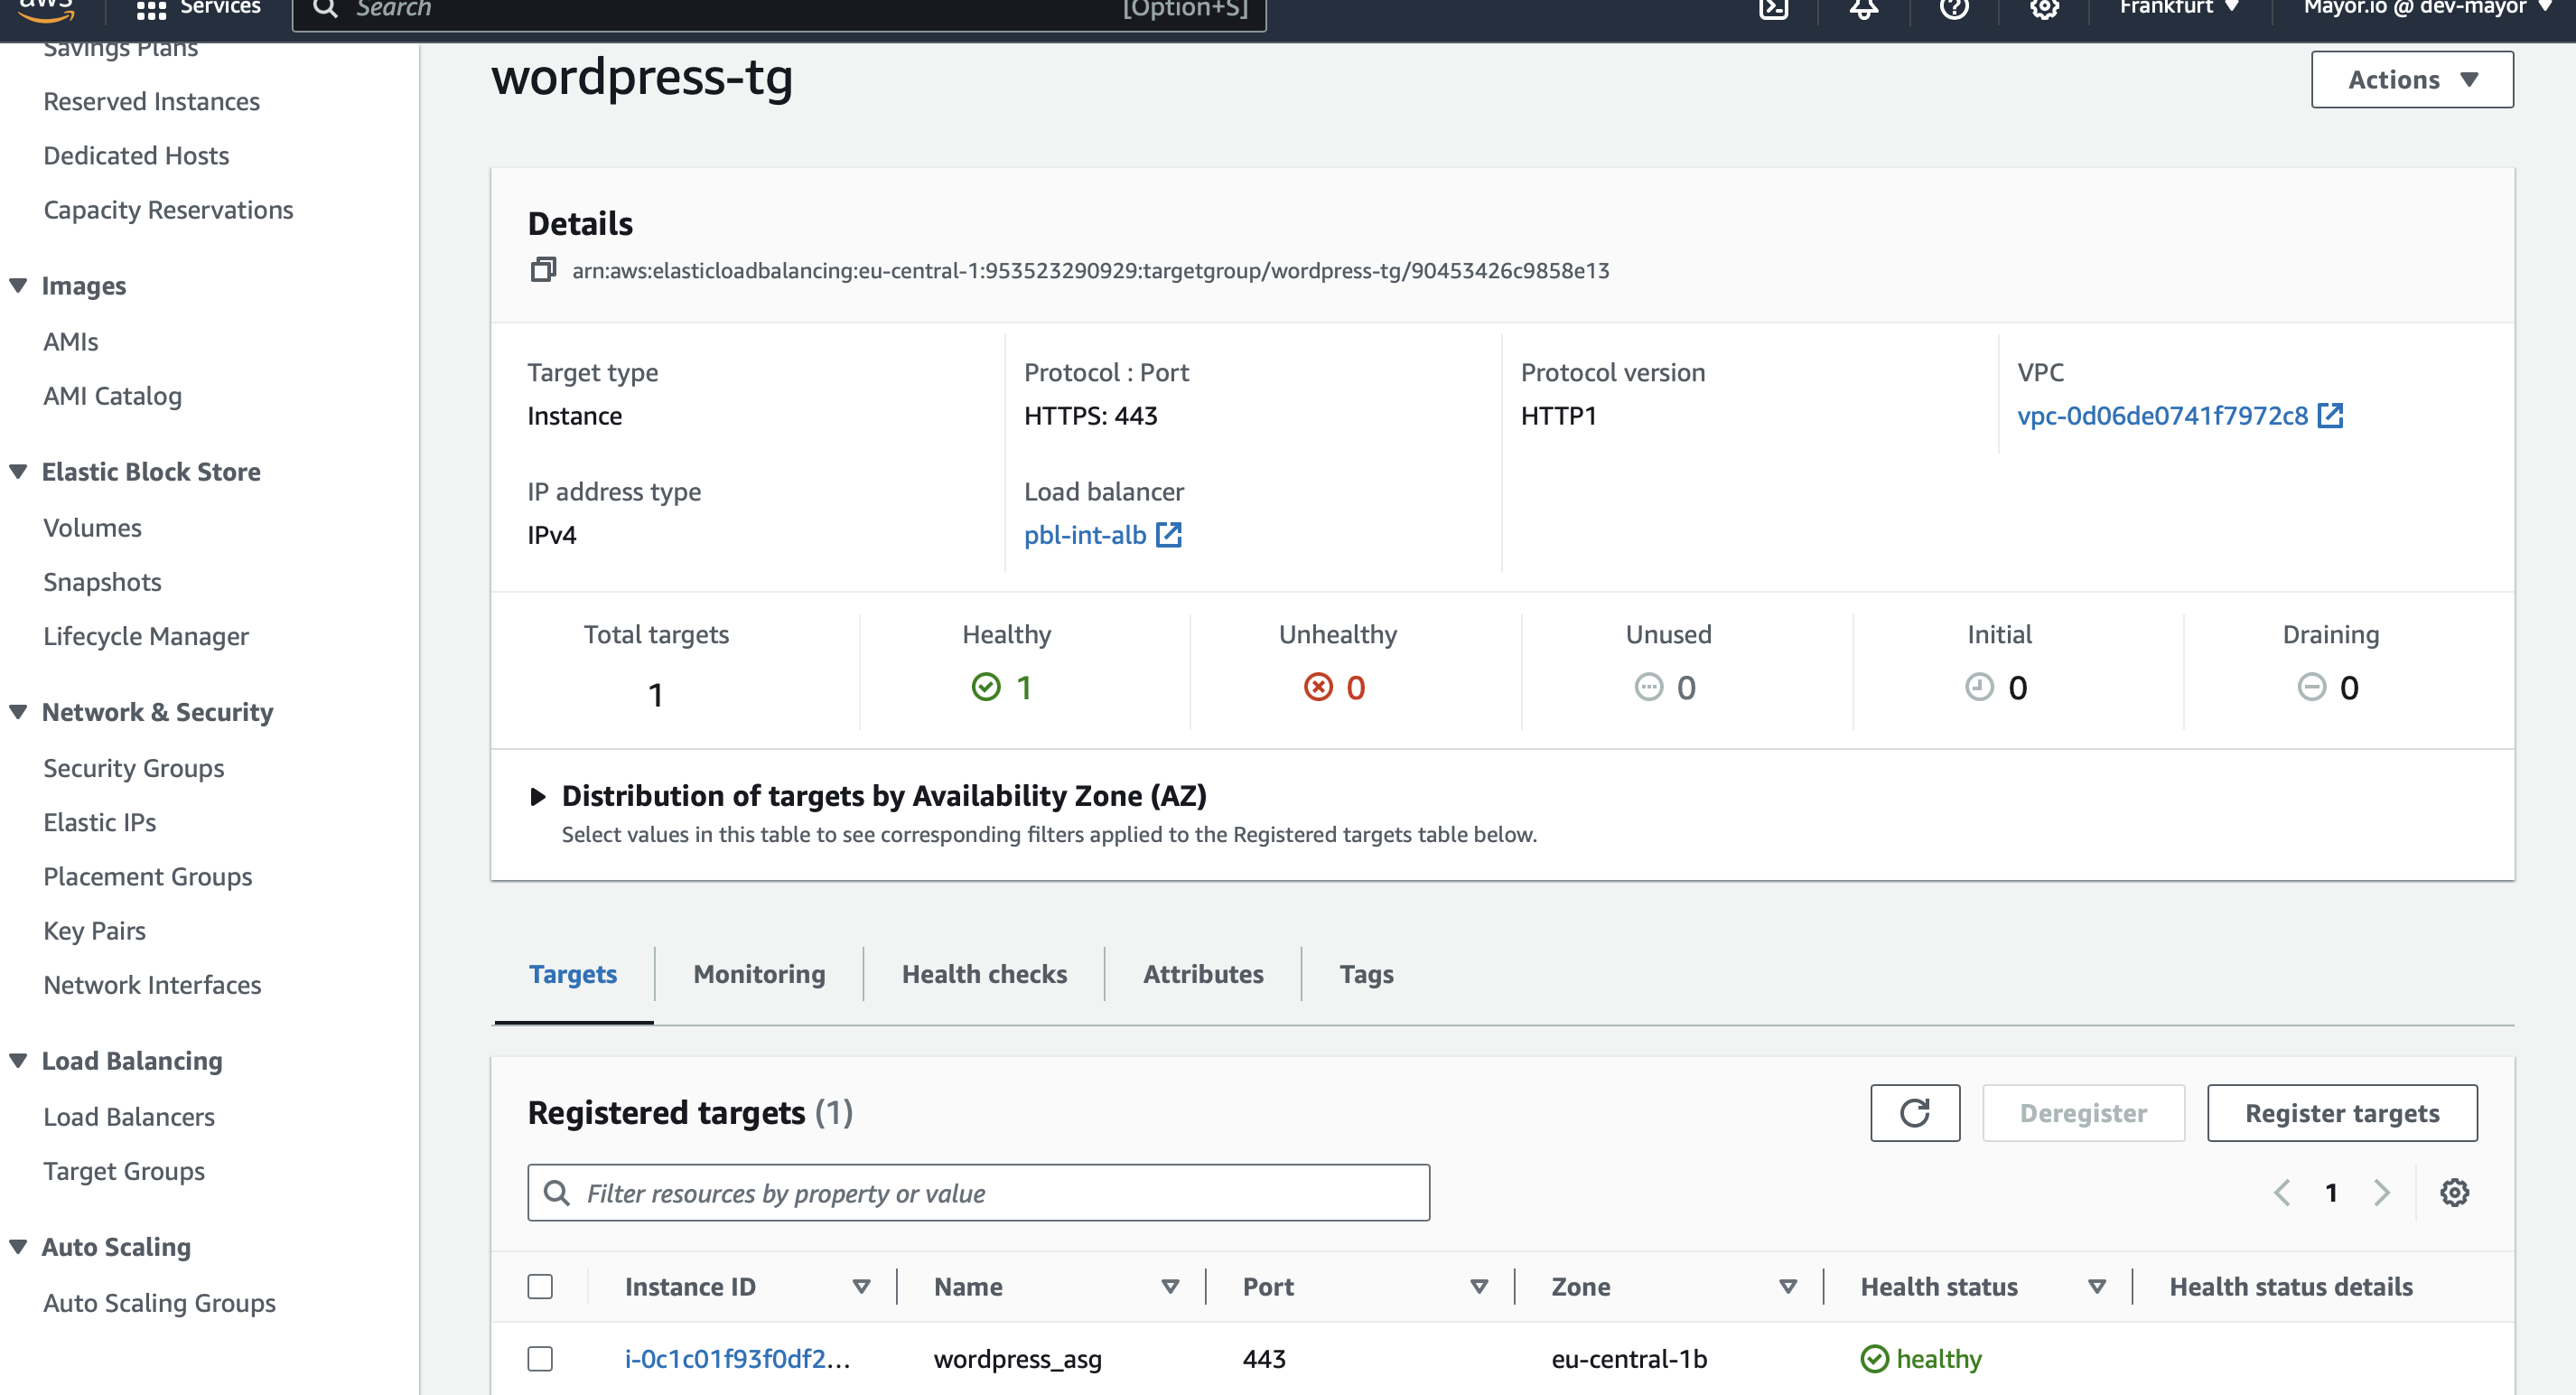 aws
Services
Search
[Option+S]
Frankfurt
Mayor.io @ dev-mayor
Savings Plans
Reserved Instances
Dedicated Hosts
Capacity Reservations
Images
AMIs
AMI Catalog
Elastic Block Store
Volumes
Snapshots
Lifecycle Manager
Network & Security
Security Groups
Elastic IPs
Placement Groups
Key Pairs
Network Interfaces
Load Balancing
Load Balancers
Target Groups
Auto Scaling
Auto Scaling Groups
wordpress-tg
Actions
Details
arn:aws:elasticloadbalancing:eu-central-1:953523290929:targetgroup/wordpress-tg/90453426c9858e13
Target type
Instance
Protocol : Port
HTTPS: 443
Protocol version
HTTP1
VPC
vpc-0d06de0741f7972c8
IP address type
IPv4
Load balancer
pbl-int-alb
Total targets
1
Healthy
1
Unhealthy
0
Unused
0
Initial
0
Draining
0
Distribution of targets by Availability Zone (AZ)
Select values in this table to see corresponding filters applied to the Registered targets table below.
Targets
Monitoring
Health checks
Attributes
Tags
Registered targets (1)
Deregister
Register targets
Filter resources by property or value
1
Instance ID
Name
Port
Zone
Health status
Health status details
i-0c1c01f93f0df2...
wordpress_asg
443
eu-central-1b
healthy